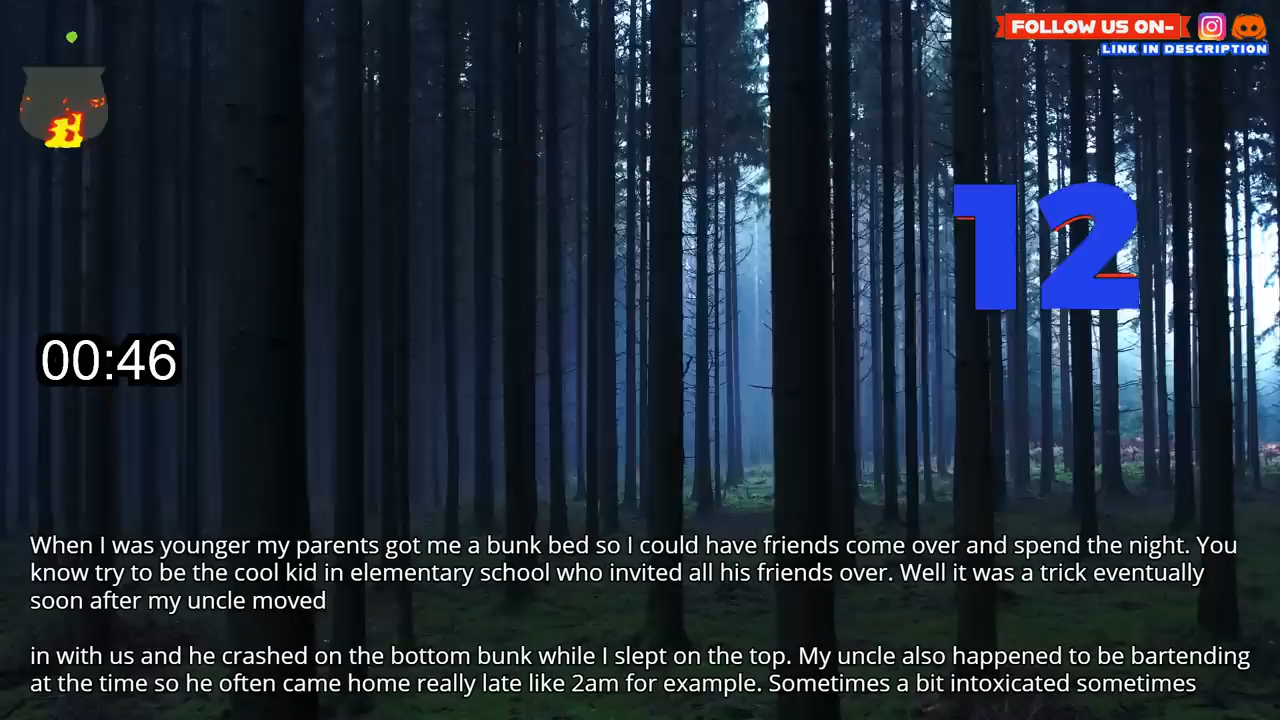 FOLLOW US ON-
LINK IN DESCRIPTION
12
00:46
When I was younger my parents got me a bunk bed so I could have friends come over and spend the night. You
know try to be the cool kid in elementary school who invited all his friends over. Well it was a trick eventually
soon after my uncle moved
in with us and he crashed on the bottom bunk while I slept on the top. My uncle also happened to be bartending
at the time so he often came home really late like 2am for example. Sometimes a bit intoxicated sometimes